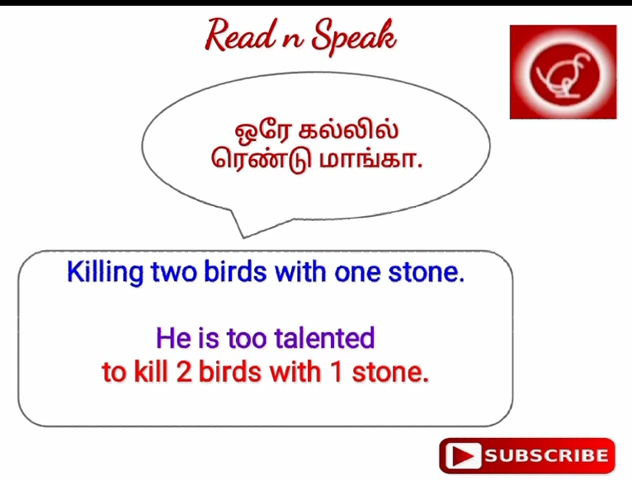 Read n Speak
ஒரே கல்லில்
ரெண்டு மாங்கா.
Killing two birds with one stone.
He is too talented
to kill 2 birds with 1 stone.
SUBSCRIBE